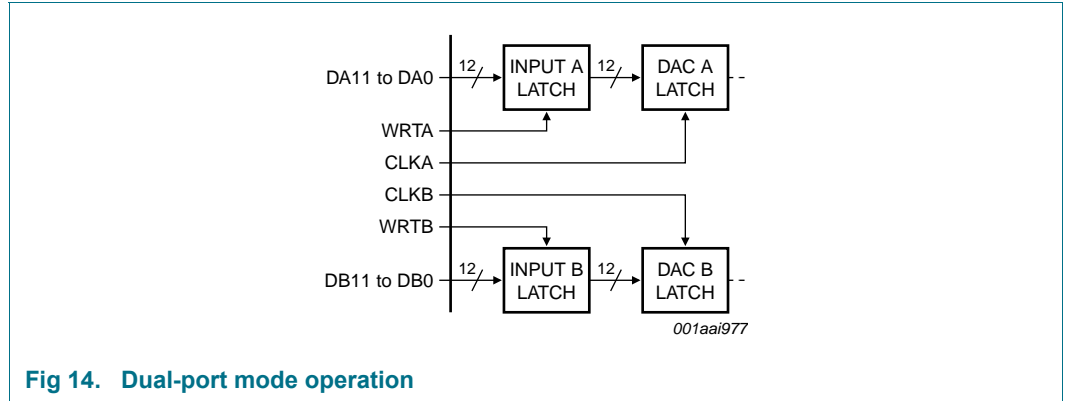 DA11 to DA0 12 INPUT A LATCH 12 DAC A LATCH
WRTA
CLKA
CLKB
WRTB
DB11 to DB0 12 INPUT B LATCH 12 DAC B LATCH
001aai977
Fig 14. Dual-port mode operation